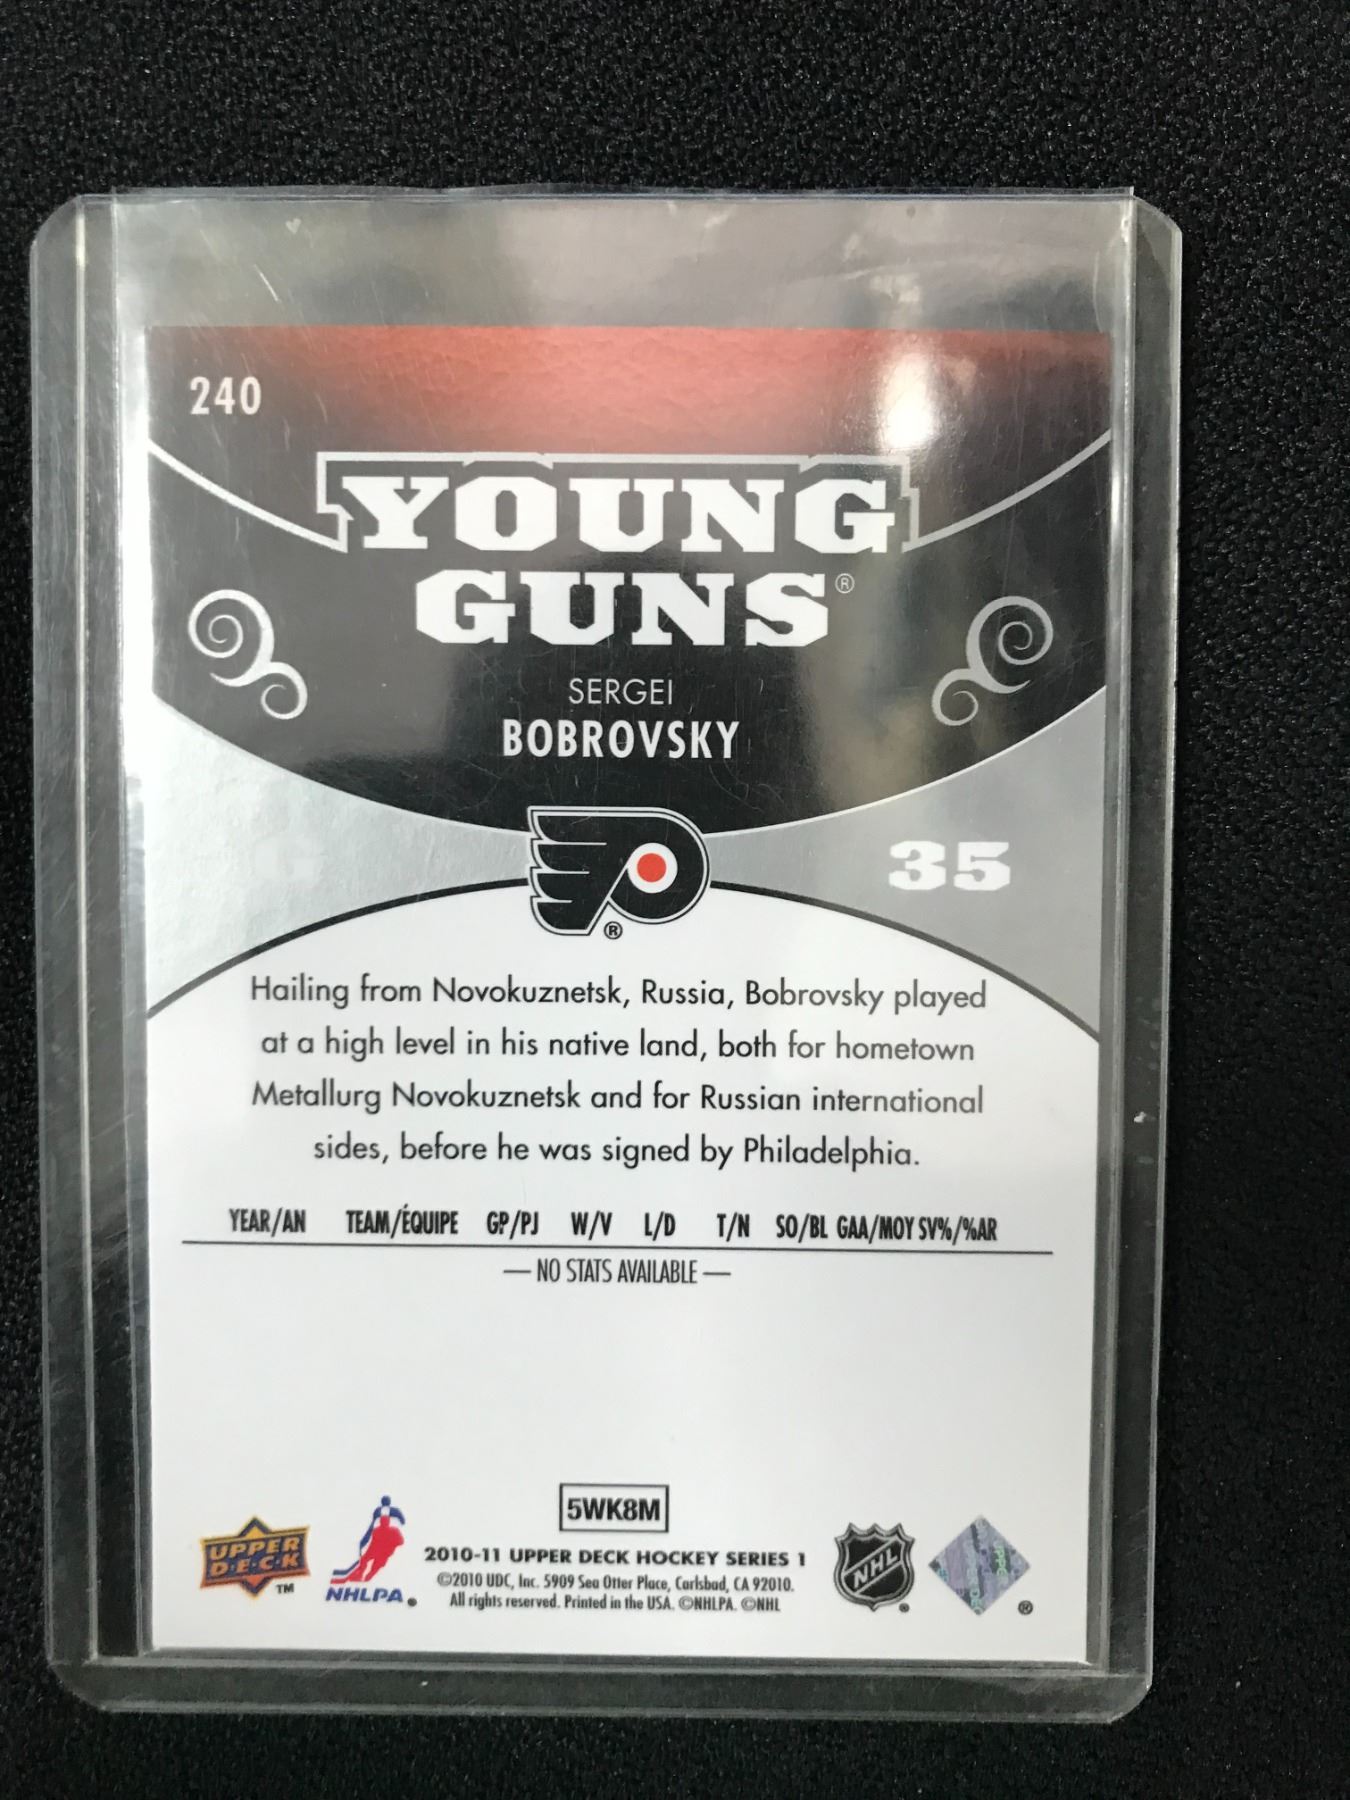 240
YOUNG
GUNS®
SERGEI
BOBROVSKY
G 35
®
Hailing from Novokuznetsk, Russia, Bobrovsky played
at a high level in his native land, both for hometown
Metallurg Novokuznetsk and for Russian international
sides, before he was signed by Philadelphia.
YEAR/AN TEAM/ÉQUIPE GP/PJ W/V L/D T/N SO/BL GAA/MOY SV%/%AR
— NO STATS AVAILABLE —
5WK8M
UPPER
D·E·C·K
TM
NHLPA
2010-11 UPPER DECK HOCKEY SERIES 1
©2010 UDC, Inc. 5909 Sea Otter Place, Carlsbad, CA 92010.
All rights reserved. Printed in the USA. ©NHLPA. ©NHL
NHL
®